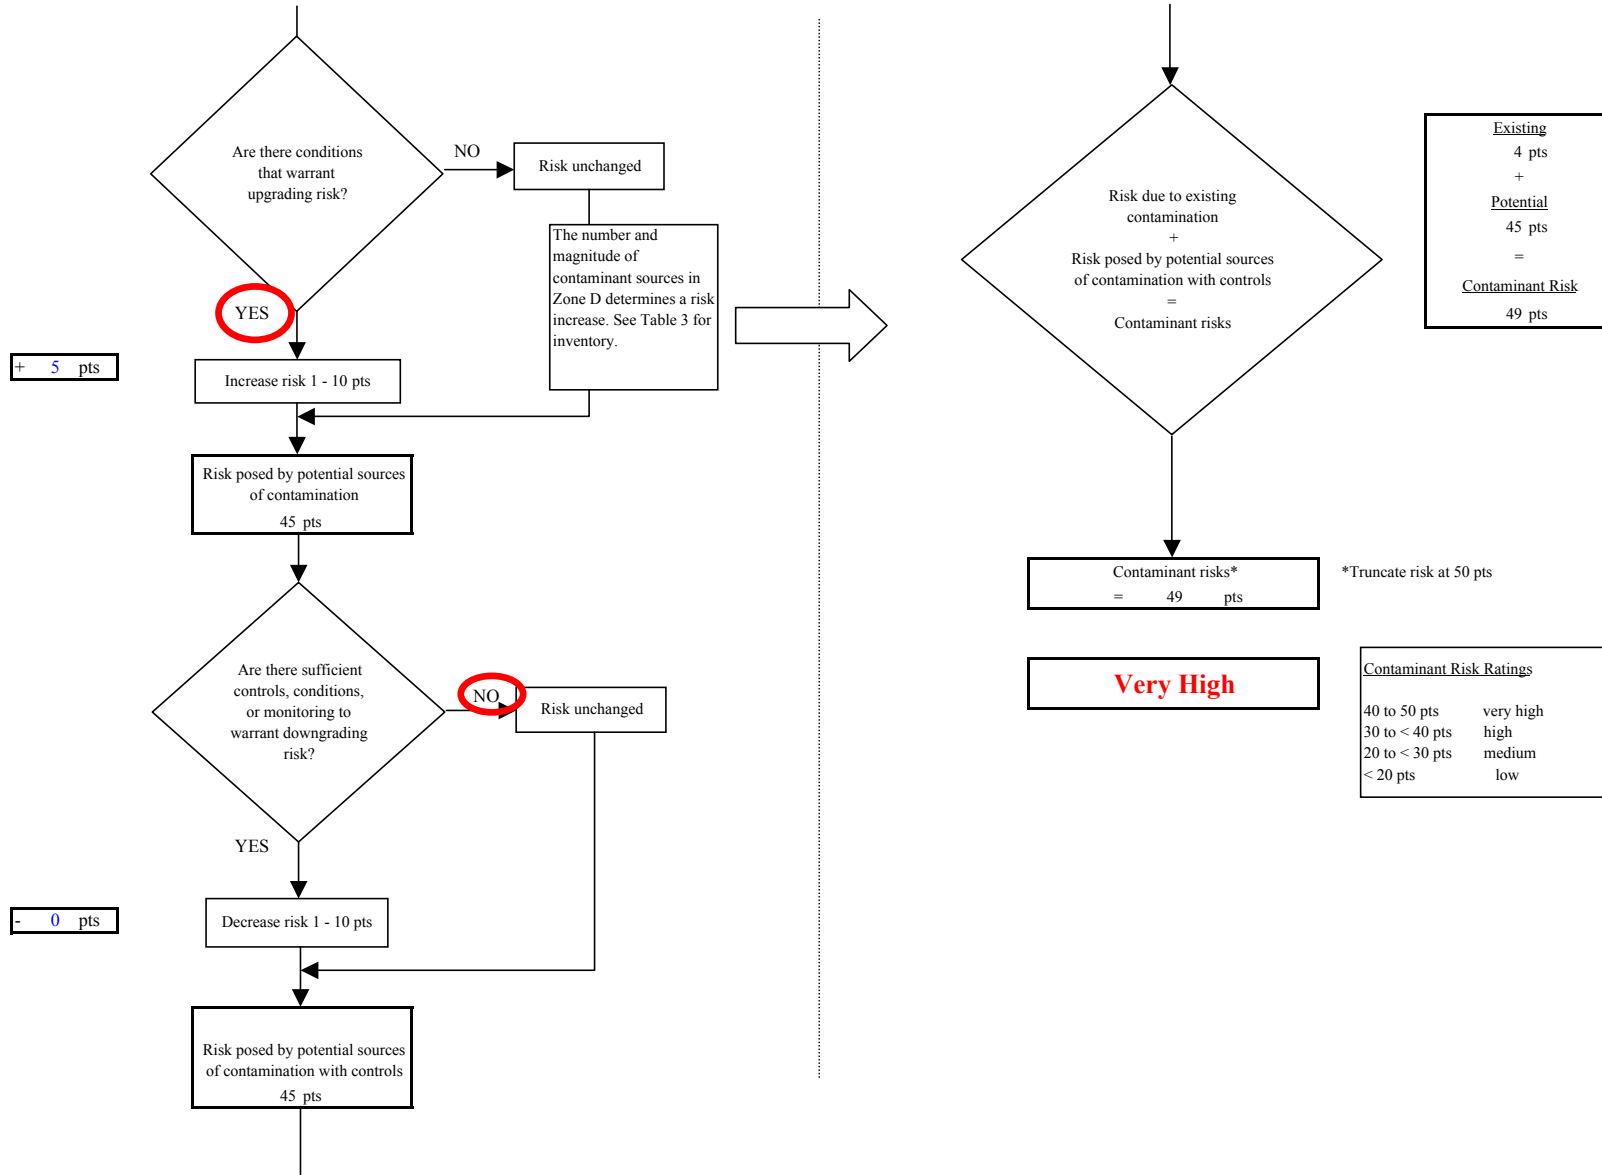 Are there conditions
that warrant
upgrading risk?
NO
Risk unchanged
The number and
magnitude of
contaminant sources in
Zone D determines a risk
increase. See Table 3 for
inventory.
YES
+ 5 pts
Increase risk 1 - 10 pts
Risk posed by potential sources
of contamination
45 pts
Are there sufficient
controls, conditions,
or monitoring to
warrant downgrading
risk?
NO
Risk unchanged
YES
- 0 pts
Decrease risk 1 - 10 pts
Risk posed by potential sources
of contamination with controls
45 pts
Risk due to existing
contamination
+
Risk posed by potential sources
of contamination with controls
=
Contaminant risks
Existing
4 pts
+
Potential
45 pts
=
Contaminant Risk
49 pts
Contaminant risks*
= 49 pts
*Truncate risk at 50 pts
Very High
Contaminant Risk Ratings
40 to 50 pts very high
30 to < 40 pts high
20 to < 30 pts medium
< 20 pts low